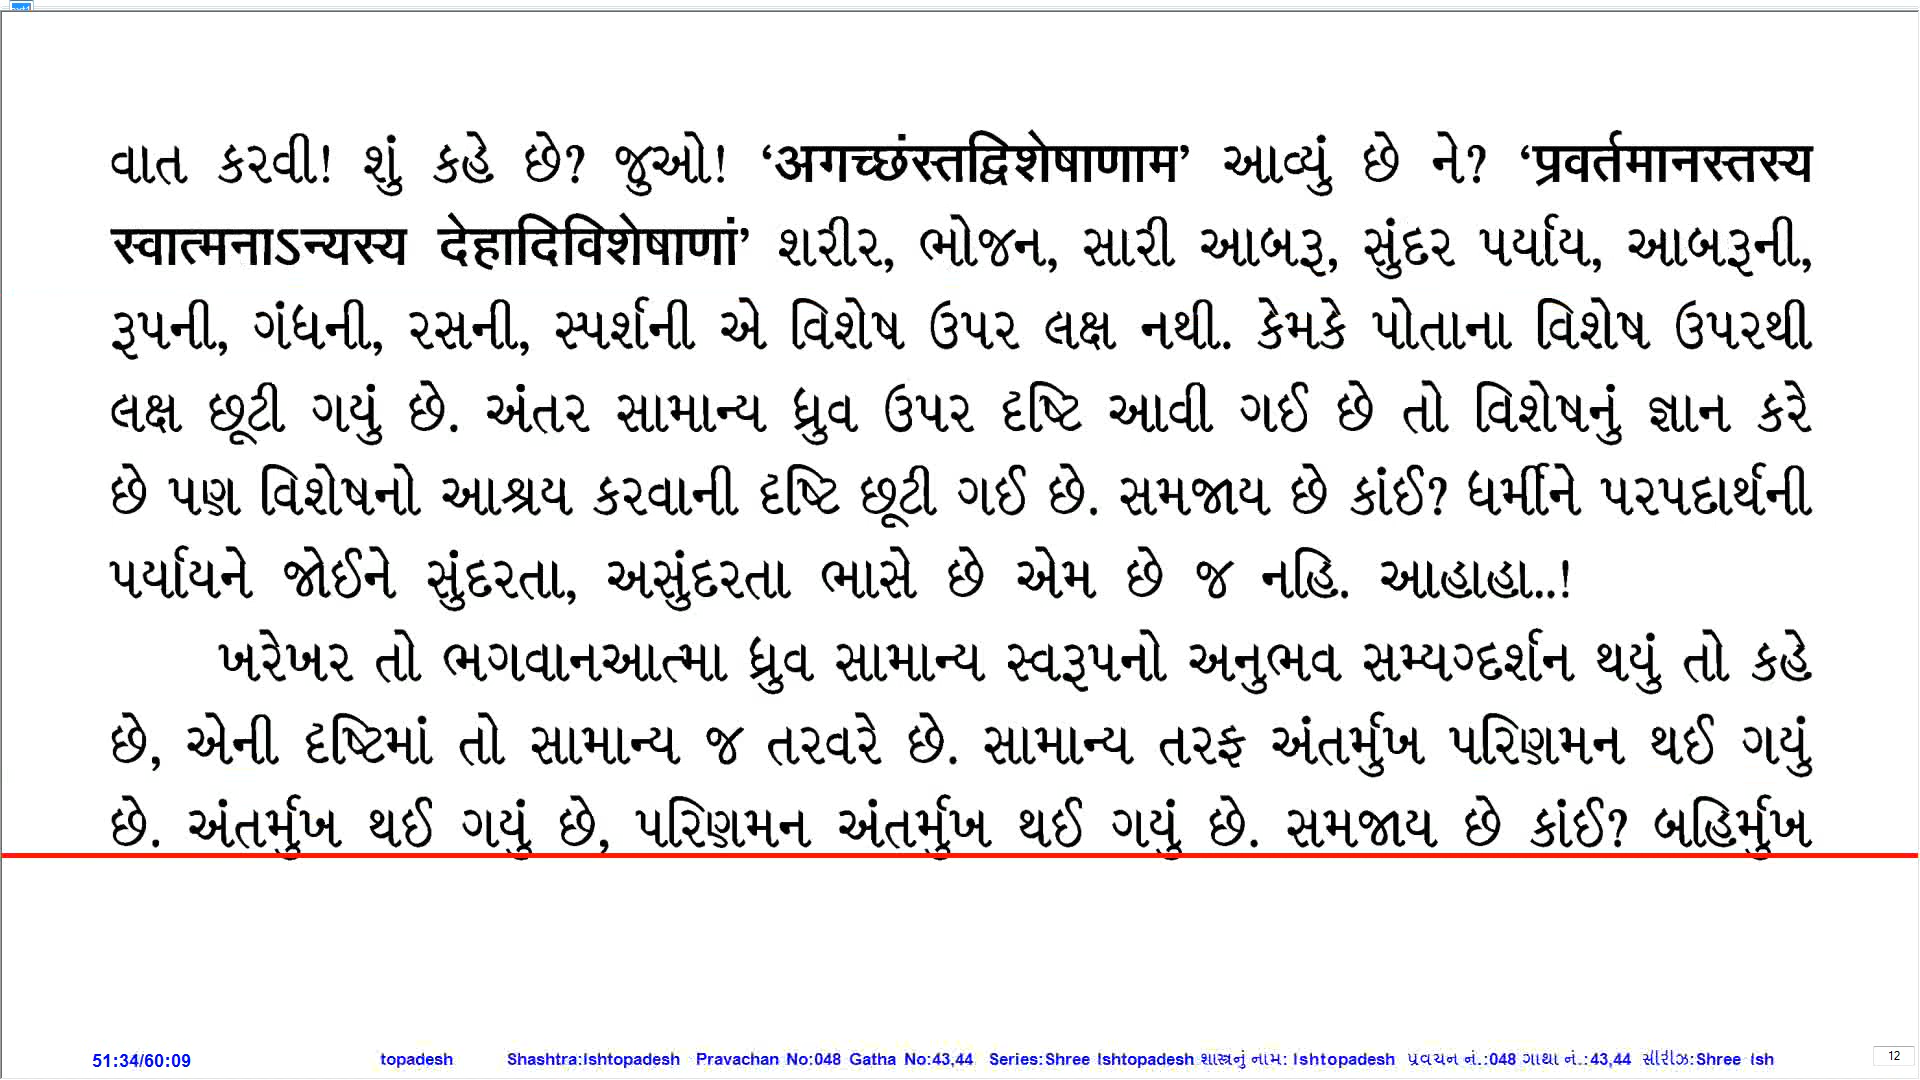 વાત કરવી! શું કહે છે? જુઓ! ‘अगच्छंस्तद्विशेषाणाम’ આવ્યું છે ને? ‘प्रवर्तमानस्तस्य
स्वात्मनाऽन्यस्य देहादिविशेषाणां’ શરીર, ભોજન, સારી આબરૂ, સુંદર પર્યાય, આબરૂની,
રૂપની, ગંધની, રસની, સ્પર્શની એ વિશેષ ઉપર લક્ષ નથી. કેમકે પોતાના વિશેષ ઉપરથી
લક્ષ છૂટી ગયું છે. અંતર સામાન્ય ધ્રુવ ઉપર દૃષ્ટિ આવી ગઈ છે તો વિશેષનું જ્ઞાન કરે
છે પણ વિશેષનો આશ્રય કરવાની દૃષ્ટિ છૂટી ગઈ છે. સમજાય છે કાંઈ? ધર્મીને પરપદાર્થની
પર્યાયને જોઈને સુંદરતા, અસુંદરતા ભાસે છે એમ છે જ નહિ. આહાહા..!
ખરેખર તો ભગવાનઆત્મા ધ્રુવ સામાન્ય સ્વરૂપનો અનુભવ સમ્યગ્દર્શન થયું તો કહે
છે, એની દૃષ્ટિમાં તો સામાન્ય જ તરવરે છે. સામાન્ય તરફ અંતર્મુખ પરિણમન થઈ ગયું
છે. અંતર્મુખ થઈ ગયું છે, પરિણમન અંતર્મુખ થઈ ગયું છે. સમજાય છે કાંઈ? બહિર્મુખ
51:34/60:09 topadesh Shashtra:Ishtopadesh Pravachan No:048 Gatha No:43,44 Series:Shree Ishtopadesh શાસ્ત્રનું નામ: Ishtopadesh પ્રવચન નં.:048 ગાથા નં.:43,44 સીરીઝ:Shree Ish 12